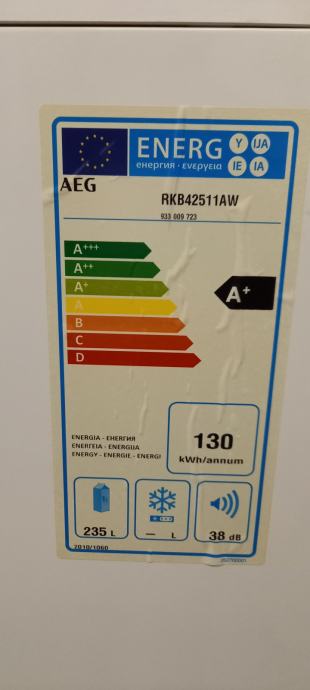 ENERG Y IJA
енергия · ενεργεια IE IA
AEG
RKB42511AW
933 009 723
A+++
A++
A+
A+
A
B
C
D
ENERGIA - ЕНЕРГИЯ
ΕΝΕΡΓΕΙΑ - ENERGIJA
ENERGY - ENERGIE - ENERGI
130
kWh/annum
235 L
— L
38 dB
2010/1060